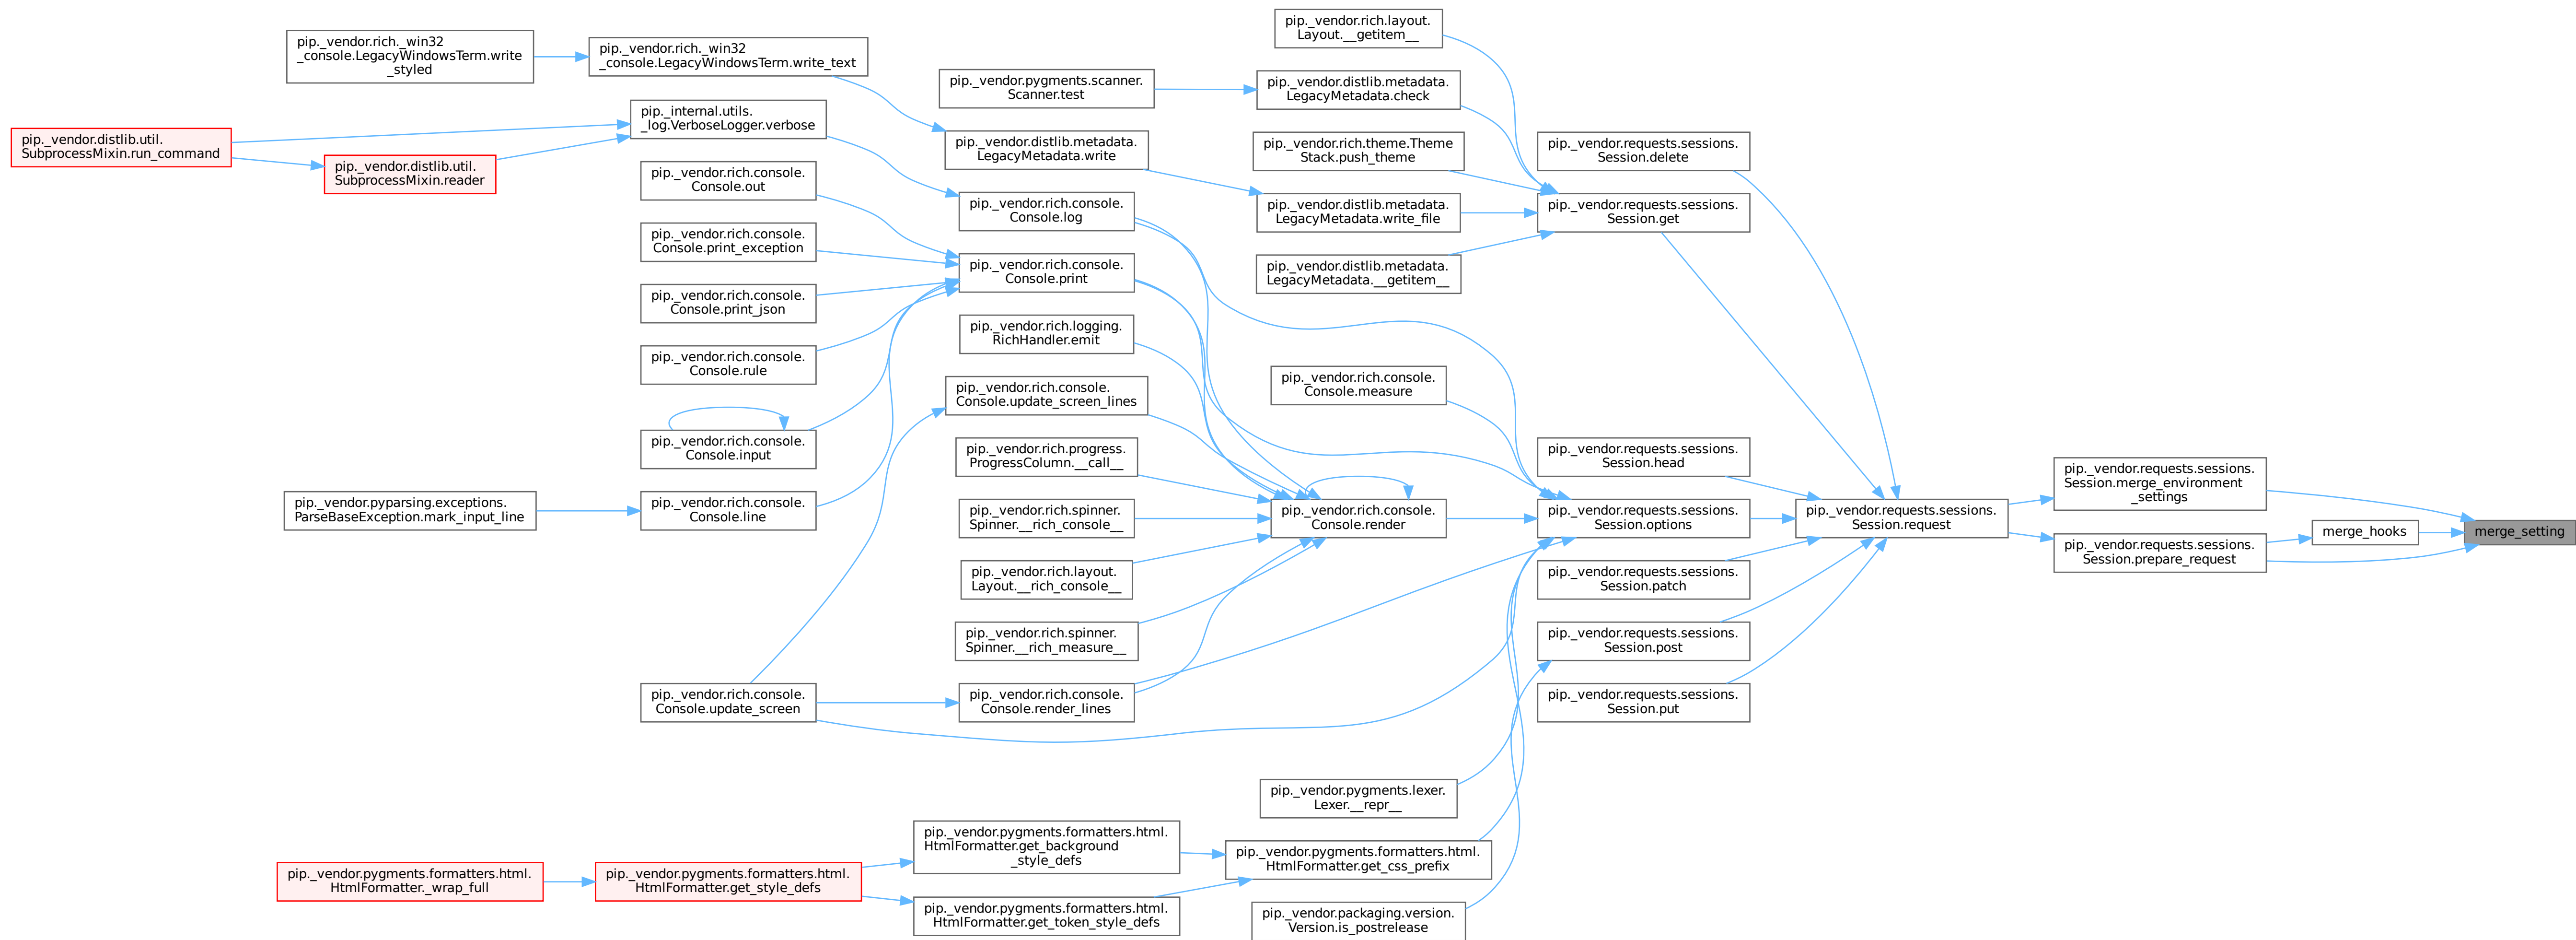 pip._vendor.rich.layout.
Layout.__getitem__
pip._vendor.rich._win32
_console.LegacyWindowsTerm.write
_styled
pip._vendor.rich._win32
_console.LegacyWindowsTerm.write_text
pip._vendor.pygments.scanner.
Scanner.test
pip._vendor.distlib.metadata.
LegacyMetadata.check
pip._internal.utils.
_log.VerboseLogger.verbose
pip._vendor.distlib.util.
SubprocessMixin.run_command
pip._vendor.distlib.util.
SubprocessMixin.reader
pip._vendor.distlib.metadata.
LegacyMetadata.write
pip._vendor.rich.theme.Theme
Stack.push_theme
pip._vendor.requests.sessions.
Session.delete
pip._vendor.rich.console.
Console.out
pip._vendor.rich.console.
Console.log
pip._vendor.distlib.metadata.
LegacyMetadata.write_file
pip._vendor.requests.sessions.
Session.get
pip._vendor.rich.console.
Console.print_exception
pip._vendor.rich.console.
Console.print
pip._vendor.distlib.metadata.
LegacyMetadata.__getitem__
pip._vendor.rich.console.
Console.print_json
pip._vendor.rich.logging.
RichHandler.emit
pip._vendor.rich.console.
Console.rule
pip._vendor.rich.console.
Console.update_screen_lines
pip._vendor.rich.console.
Console.measure
pip._vendor.rich.console.
Console.input
pip._vendor.rich.progress.
ProgressColumn.__call__
pip._vendor.requests.sessions.
Session.head
pip._vendor.requests.sessions.
Session.merge_environment
_settings
pip._vendor.pyparsing.exceptions.
ParseBaseException.mark_input_line
pip._vendor.rich.console.
Console.line
pip._vendor.rich.spinner.
Spinner.__rich_console__
pip._vendor.rich.console.
Console.render
pip._vendor.requests.sessions.
Session.options
pip._vendor.requests.sessions.
Session.request
merge_hooks
merge_setting
pip._vendor.requests.sessions.
Session.prepare_request
pip._vendor.rich.layout.
Layout.__rich_console__
pip._vendor.requests.sessions.
Session.patch
pip._vendor.rich.spinner.
Spinner.__rich_measure__
pip._vendor.requests.sessions.
Session.post
pip._vendor.rich.console.
Console.update_screen
pip._vendor.rich.console.
Console.render_lines
pip._vendor.requests.sessions.
Session.put
pip._vendor.pygments.lexer.
Lexer.__repr__
pip._vendor.pygments.formatters.html.
HtmlFormatter.get_background
_style_defs
pip._vendor.pygments.formatters.html.
HtmlFormatter.get_css_prefix
pip._vendor.pygments.formatters.html.
HtmlFormatter._wrap_full
pip._vendor.pygments.formatters.html.
HtmlFormatter.get_style_defs
pip._vendor.pygments.formatters.html.
HtmlFormatter.get_token_style_defs
pip._vendor.packaging.version.
Version.is_postrelease